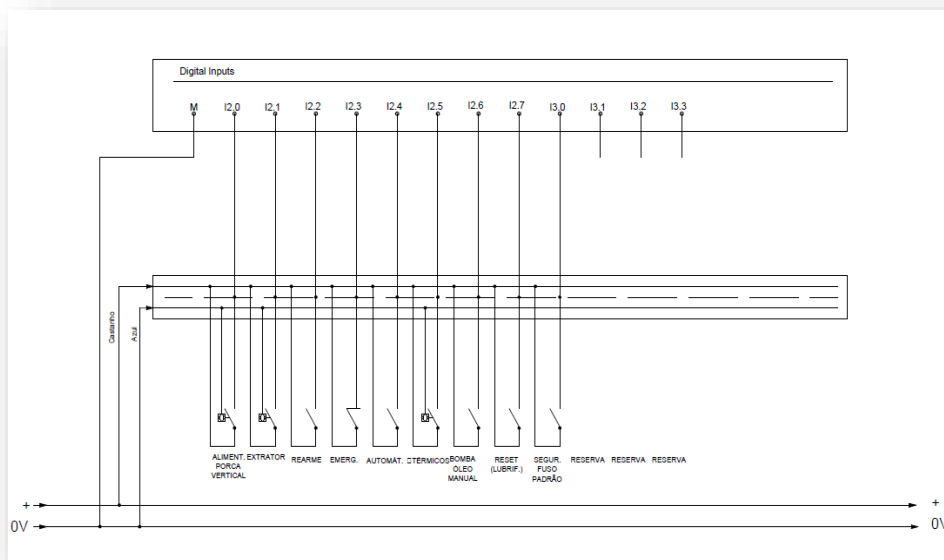 Digital Inputs
M I2,0 I2,1 I2,2 I2,3 I2,4 I2,5 I2,6 I2,7 I3,0 I3,1 I3,2 I3,3
Castanho
Azul
ALIMENT. PORCA VERTICAL
EXTRATOR
REARME
EMERG.
AUTOMÁT.
TÉRMICOS
BOMBA ÓLEO MANUAL
RESET (LUBRIF.)
SEGUR. FUSO PADRÃO
RESERVA
RESERVA
RESERVA
+ +
0V 0V